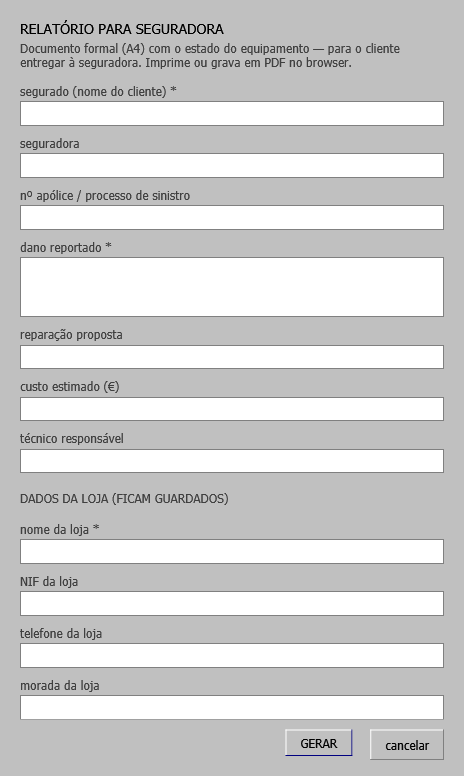 RELATÓRIO PARA SEGURADORA
Documento formal (A4) com o estado do equipamento — para o cliente
entregar à seguradora. Imprime ou grava em PDF no browser.
segurado (nome do cliente) *
seguradora
nº apólice / processo de sinistro
dano reportado *
reparação proposta
custo estimado (€)
técnico responsável
DADOS DA LOJA (FICAM GUARDADOS)
nome da loja *
NIF da loja
telefone da loja
morada da loja
GERAR
cancelar